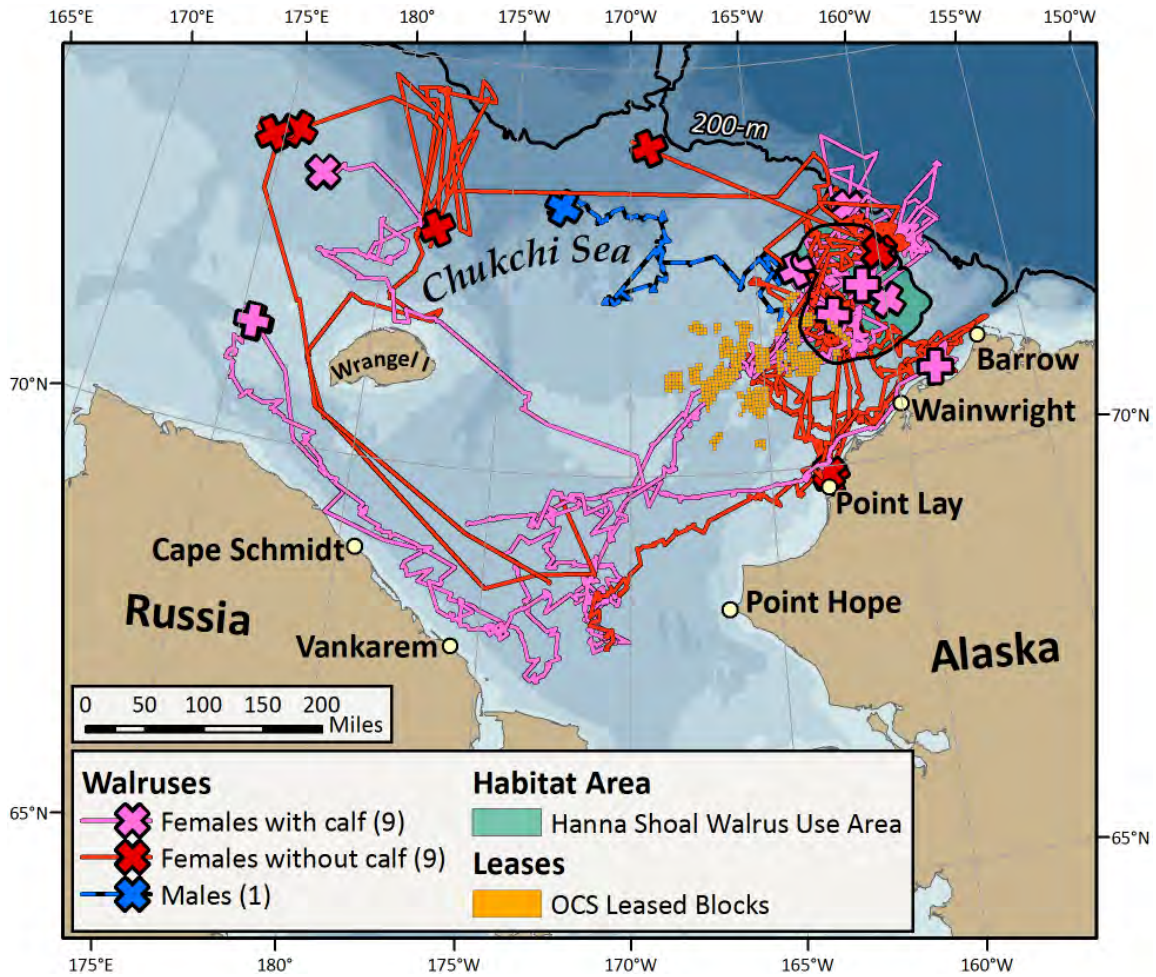 165°E 170°E 175°E 180° 175°W 170°W 165°W 160°W 155°W 150°W
200-m
Chukchi Sea
Wrangell
Barrow
70°N
Wainwright
70°N
Point Lay
Cape Schmidt
Point Hope
Russia
Vankarem
Alaska
0 50 100 150 200
Miles
Walruses
Females with calf (9)
Females without calf (9)
Males (1)
Habitat Area
Hanna Shoal Walrus Use Area
Leases
OCS Leased Blocks
65°N
65°N
175°E 180° 175°W 170°W 165°W 160°W